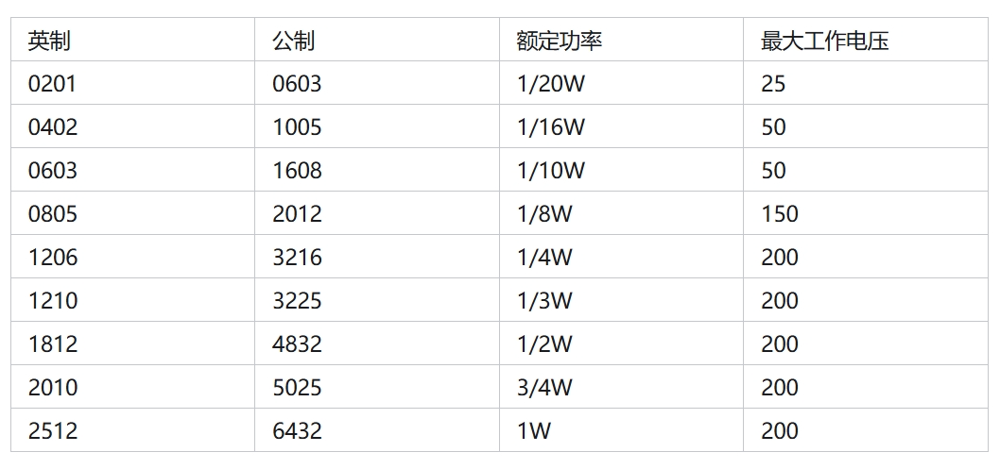 英制 公制 额定功率 最大工作电压
0201 0603 1/20W 25
0402 1005 1/16W 50
0603 1608 1/10W 50
0805 2012 1/8W 150
1206 3216 1/4W 200
1210 3225 1/3W 200
1812 4832 1/2W 200
2010 5025 3/4W 200
2512 6432 1W 200